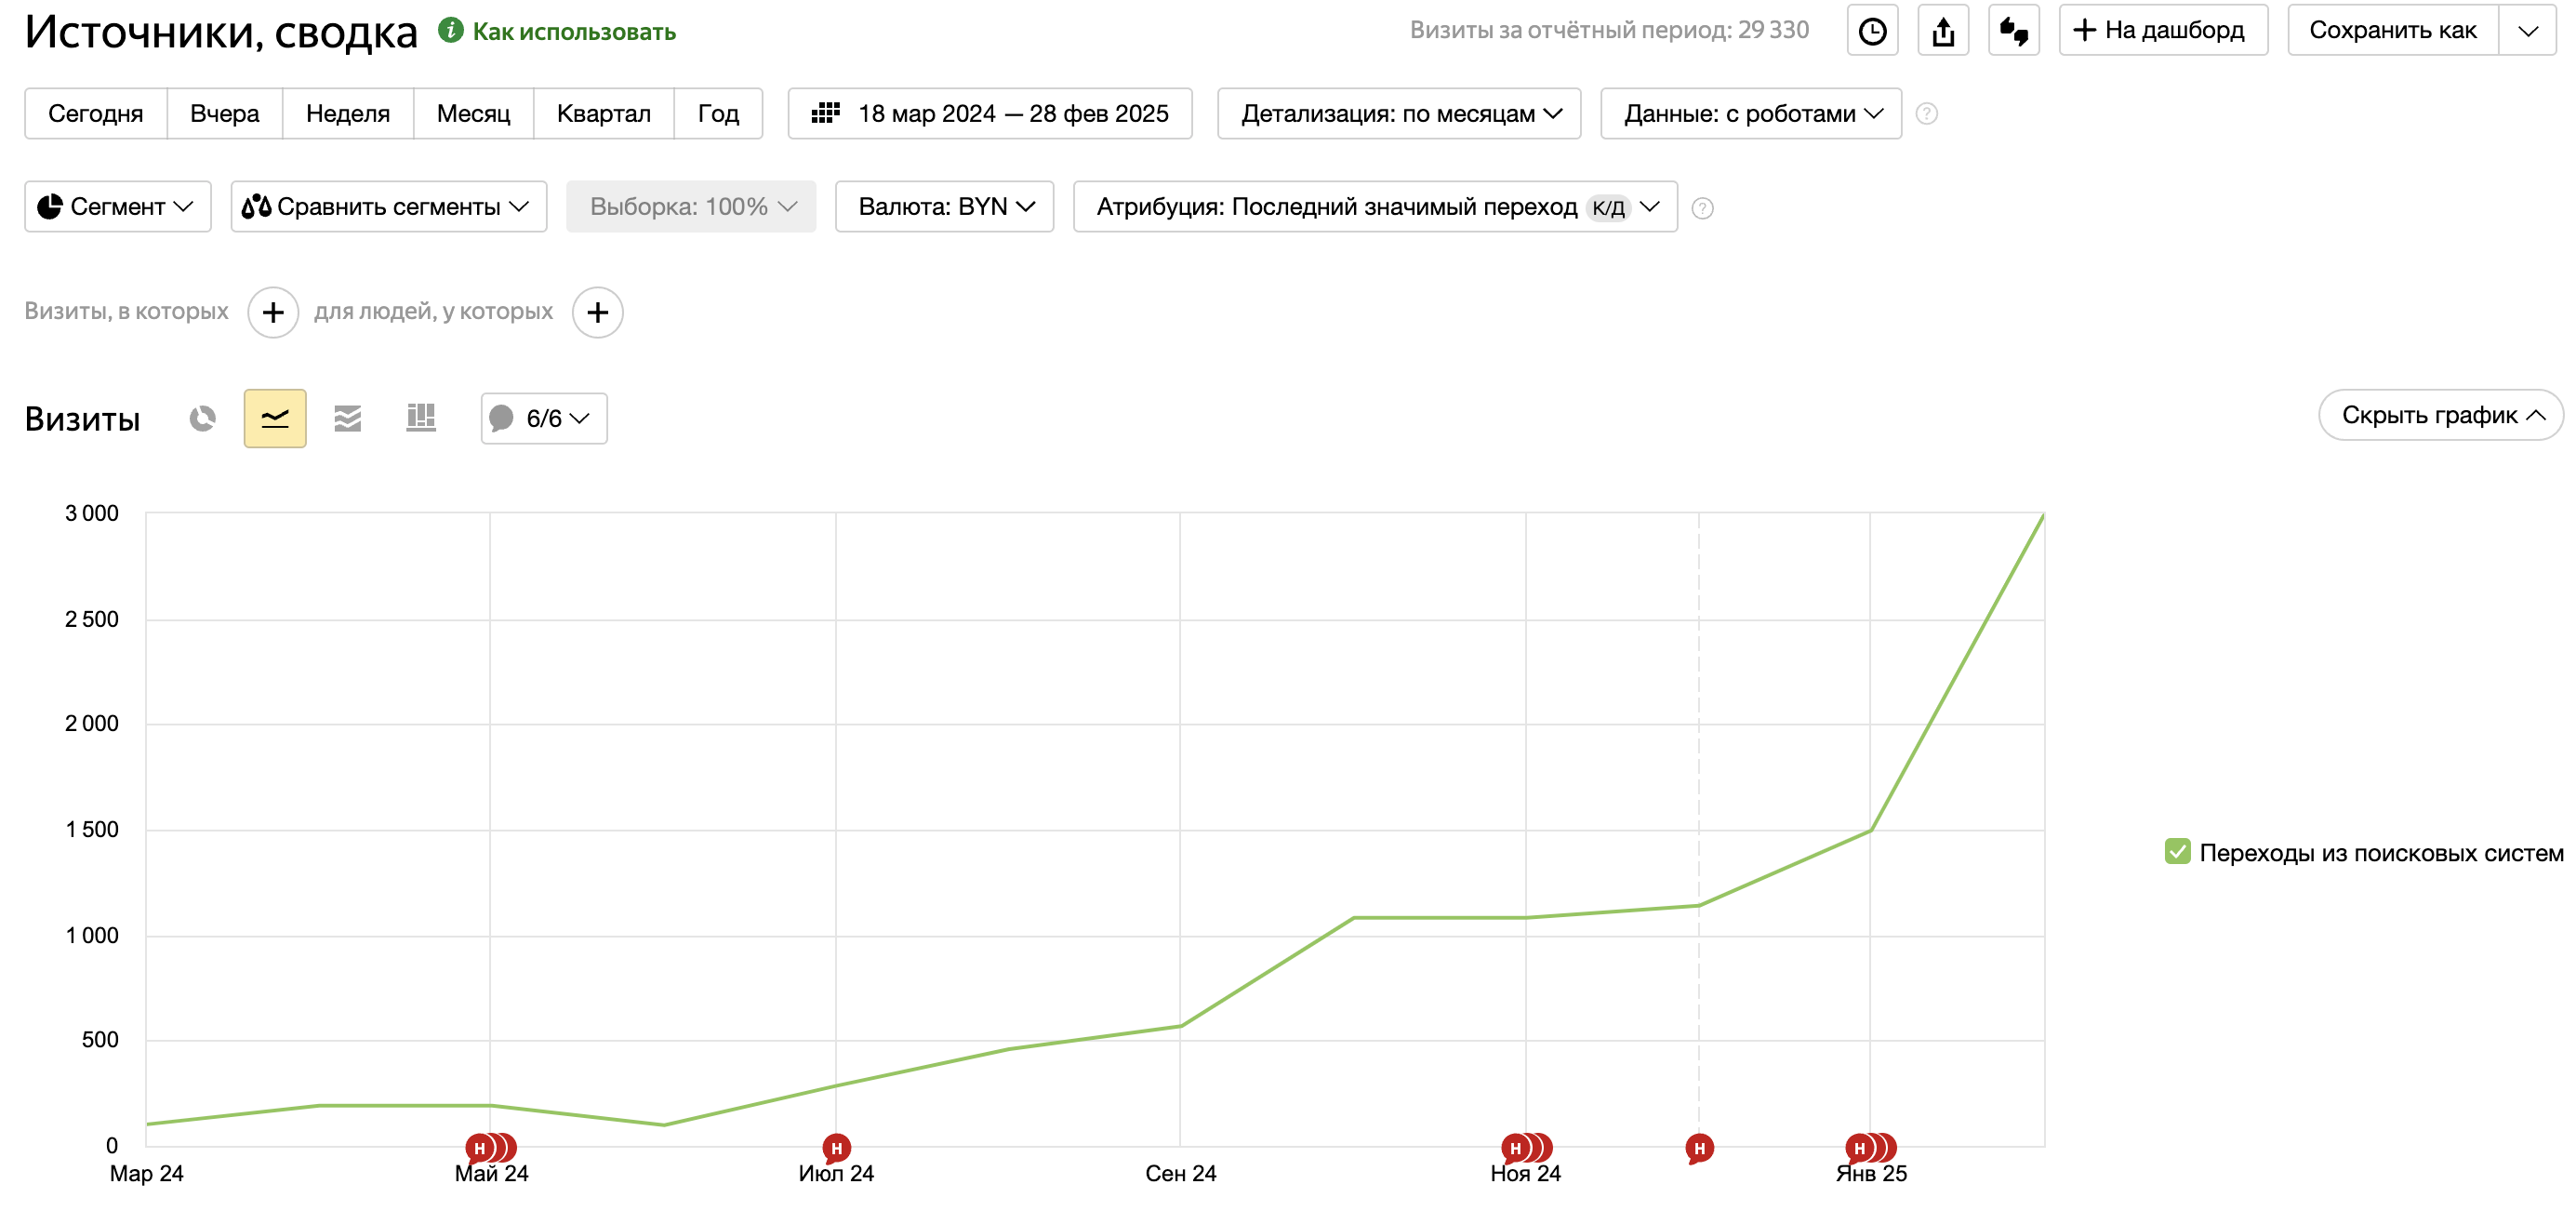 Источники, сводка
i Как использовать
Визиты за отчётный период: 29 330
На дашборд
Сохранить как
Сегодня
Вчера
Неделя
Месяц
Квартал
Год
18 мар 2024 — 28 фев 2025
Детализация: по месяцам
Данные: с роботами
?
Сегмент
Сравнить сегменты
Выборка: 100%
Валюта: BYN
Атрибуция: Последний значимый переход К/Д
?
Визиты, в которых + для людей, у которых +
Визиты
6/6
Скрыть график
3 000
2 500
2 000
1 500
1 000
500
0
Н
Н
Н
Н
Н
Мар 24
Май 24
Июл 24
Сен 24
Ноя 24
Янв 25
Переходы из поисковых систем